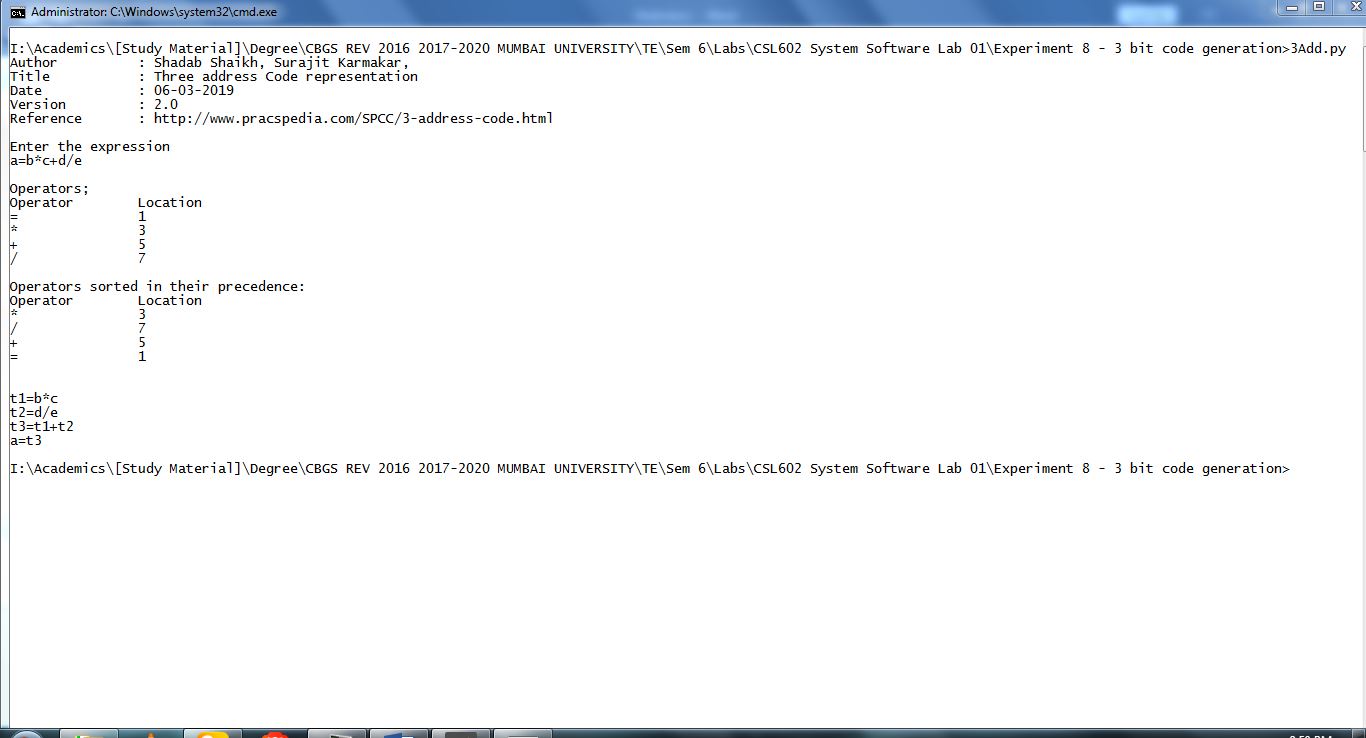 Administrator: C:\Windows\system32\cmd.exe
I:\Academics\[Study Material]\Degree\CBGS REV 2016 2017-2020 MUMBAI UNIVERSITY\TE\Sem 6\Labs\CSL602 System Software Lab 01\Experiment 8 - 3 bit code generation>3Add.py
Author : Shadab Shaikh, Surajit Karmakar,
Title : Three address Code representation
Date : 06-03-2019
Version : 2.0
Reference : http://www.pracspedia.com/SPCC/3-address-code.html
Enter the expression
a=b*c+d/e
Operators;
Operator Location
= 1
* 3
+ 5
/ 7
Operators sorted in their precedence:
Operator Location
* 3
/ 7
+ 5
= 1
t1=b*c
t2=d/e
t3=t1+t2
a=t3
I:\Academics\[Study Material]\Degree\CBGS REV 2016 2017-2020 MUMBAI UNIVERSITY\TE\Sem 6\Labs\CSL602 System Software Lab 01\Experiment 8 - 3 bit code generation>